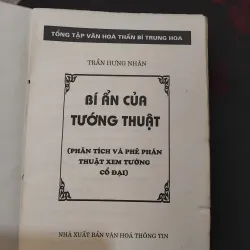 TỔNG TẬP VĂN HOÁ THẦN BÍ TRUNG HOA
TRẦN HƯNG NHÂN
BÍ ẨN CỦA
TƯỚNG THUẬT
(PHÂN TÍCH VÀ PHÊ PHÁN
THUẬT XEM TƯỚNG
CỔ ĐẠI)
NHÀ XUẤT BẢN VĂN HOÁ THÔNG TIN